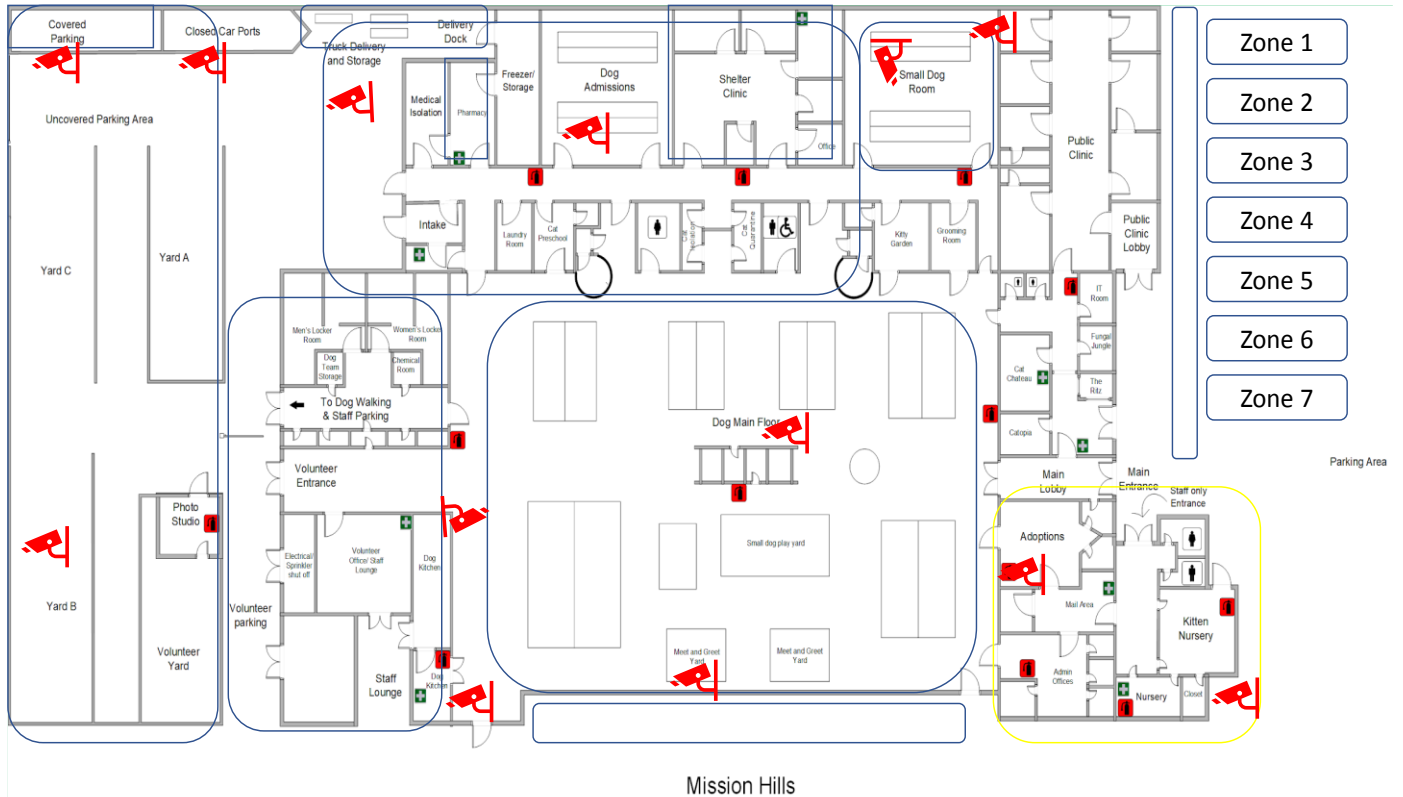 Covered
Parking
Closed Car Ports
Delivery
Dock
Truck Delivery
and Storage
Uncovered Parking Area
Medical
Isolation
Pharmacy
Freezer/
Storage
Dog
Admissions
Shelter
Clinic
Office
Small Dog
Room
Public
Clinic
Public
Clinic
Lobby
Zone 1
Zone 2
Zone 3
Zone 4
Zone 5
Zone 6
Zone 7
Yard C
Yard A
Intake
Laundry
Room
Cat
Preschool
Cat
Isolation
Cat
Quarantine
Kitty
Garden
Grooming
Room
IT
Room
Fungal
Jungle
The
Ritz
Cat
Chateau
Catopia
Men's Locker
Room
Women's Locker
Room
Dog
Team
Storage
Chemical
Room
To Dog Walking
& Staff Parking
Dog Main Floor
Volunteer
Entrance
Main
Lobby
Main
Entrance
Parking Area
Staff only
Entrance
Photo
Studio
Electrical/
Sprinkler
shut off
Volunteer
Office/ Staff
Lounge
Dog
Kitchen
Small dog play yard
Adoptions
Mail Area
Kitten
Nursery
Yard B
Volunteer
parking
Volunteer
Yard
Staff
Lounge
Dog
Kitchen
Meet and Greet
Yard
Meet and Greet
Yard
Admin
Offices
Nursery
Closet
Mission Hills